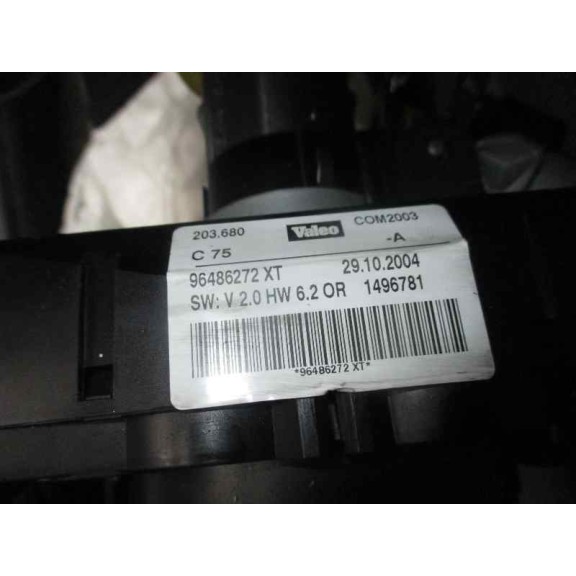 203.680 Valeo COM2003
C 75 -A
96486272 XT 29.10.2004
SW: V 2.0 HW 6.2 OR 1496781
*96486272 XT*